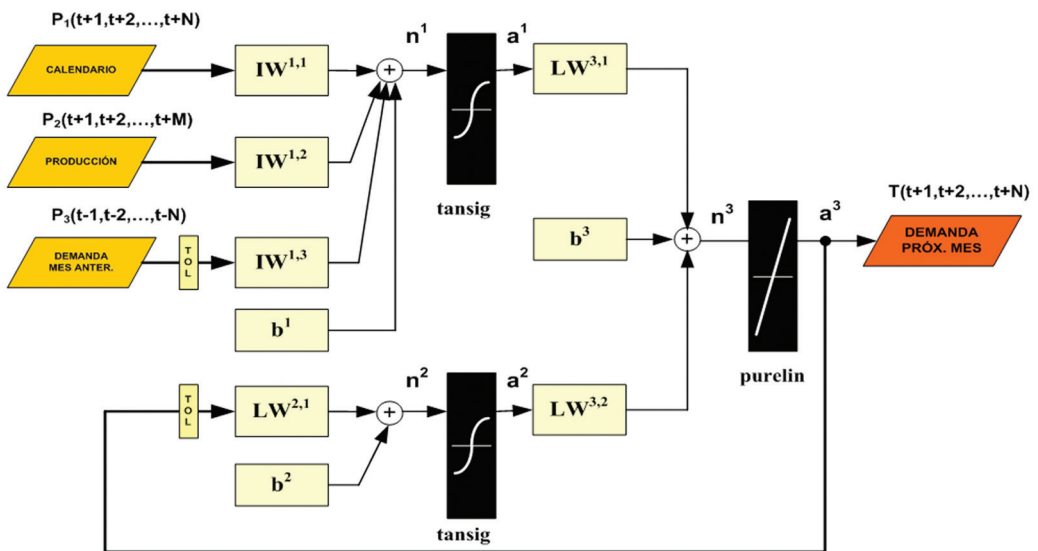 P₁(t+1,t+2,...,t+N)
CALENDARIO
IW¹,¹
+
n¹
tansig
a¹
LW³,¹
P₂(t+1,t+2,...,t+M)
PRODUCCIÓN
IW¹,²
P₃(t-1,t-2,...,t-N)
DEMANDA
MES ANTER.
TOL
IW¹,³
b¹
b³
+
n³
purelin
a³
T(t+1,t+2,...,t+N)
DEMANDA
PRÓX. MES
TOL
LW²,¹
+
b²
n²
tansig
a²
LW³,²